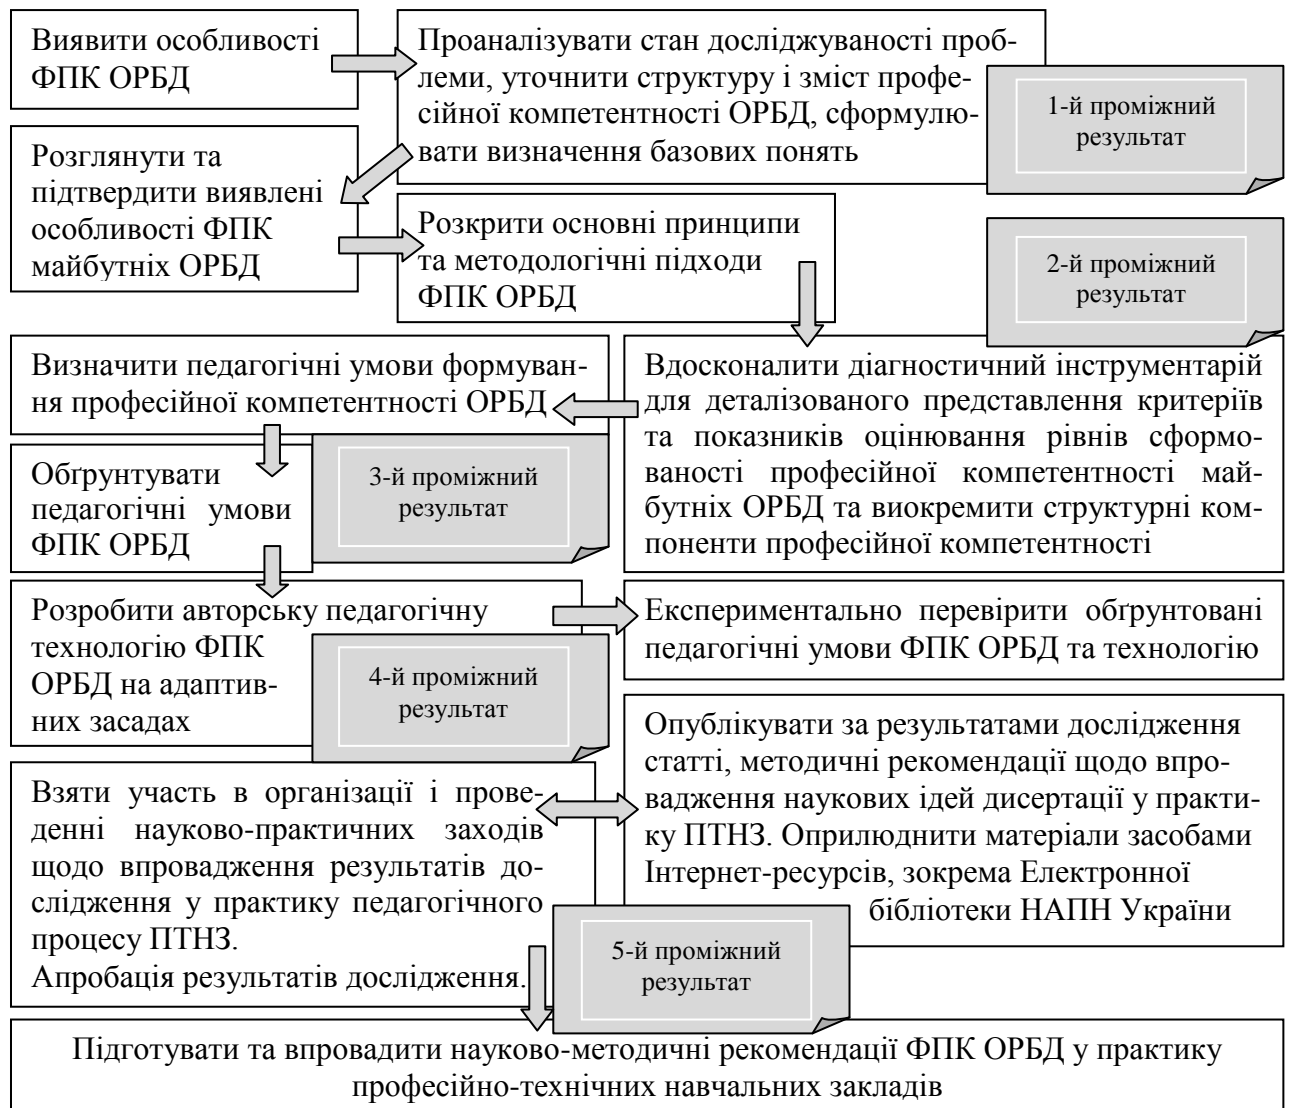 Виявити особливості
ФПК ОРБД
Проаналізувати стан досліджуваності проб-
леми, уточнити структуру і зміст профе-
сійної компетентності ОРБД, сформулю-
вати визначення базових понять
1-й проміжний
результат
Розглянути та
підтвердити виявлені
особливості ФПК
майбутніх ОРБД
Розкрити основні принципи
та методологічні підходи
ФПК ОРБД
2-й проміжний
результат
Визначити педагогічні умови формуван-
ня професійної компетентності ОРБД
Вдосконалити діагностичний інструментарій
для деталізованого представлення критеріїв
та показників оцінювання рівнів сформо-
ваності професійної компетентності май-
бутніх ОРБД та виокремити структурні ком-
поненти професійної компетентності
Обґрунтувати
педагогічні умови
ФПК ОРБД
3-й проміжний
результат
Розробити авторську педагогічну
технологію ФПК
ОРБД на адаптив-
них засадах
4-й проміжний
результат
Експериментально перевірити обґрунтовані
педагогічні умови ФПК ОРБД та технологію
Взяти участь в організації і прове-
денні науково-практичних заходів
щодо впровадження результатів до-
слідження у практику педагогічного
процесу ПТНЗ.
Апробація результатів дослідження.
Опублікувати за результатами дослідження
статті, методичні рекомендації щодо впро-
вадження наукових ідей дисертації у практи-
ку ПТНЗ. Оприлюднити матеріали засобами
Інтернет-ресурсів, зокрема Електронної
бібліотеки НАПН України
5-й проміжний
результат
Підготувати та впровадити науково-методичні рекомендації ФПК ОРБД у практику
професійно-технічних навчальних закладів